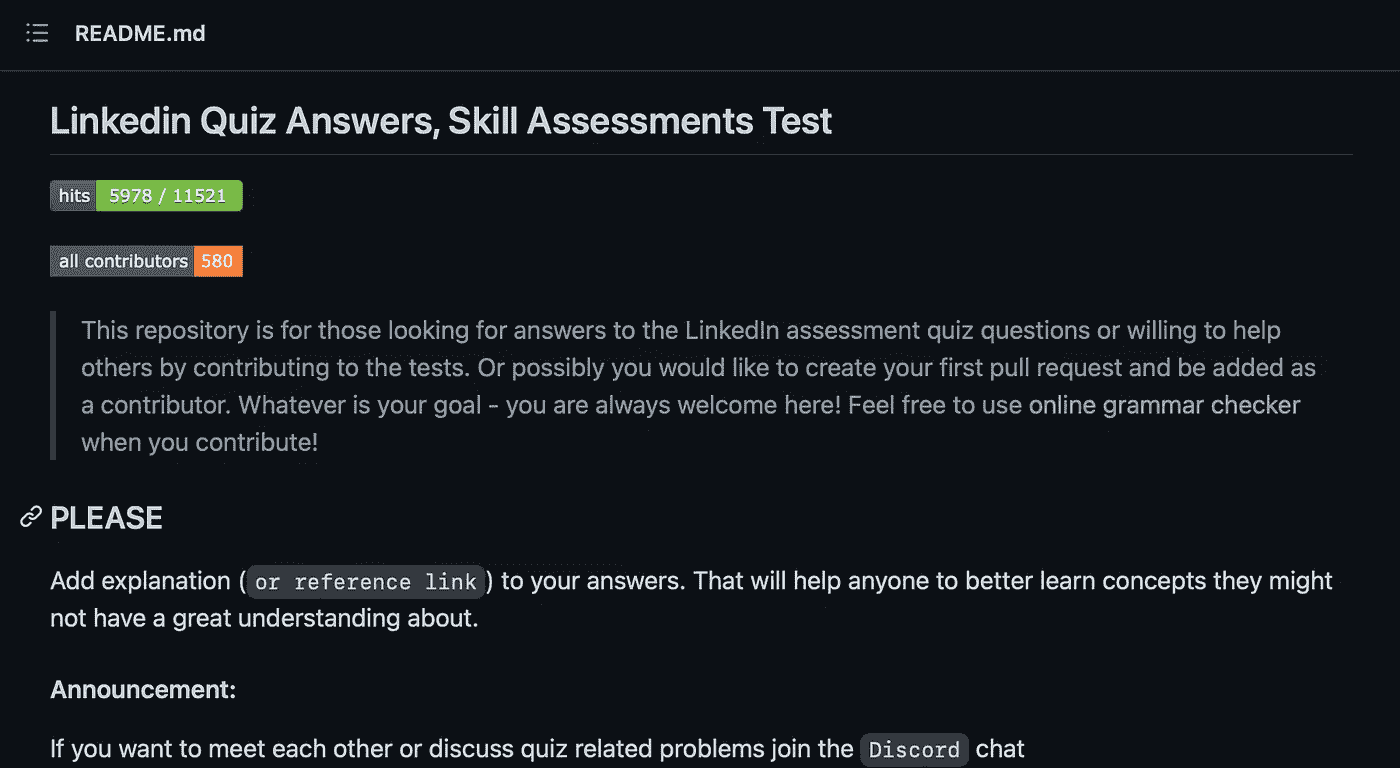 README.md
Linkedin Quiz Answers, Skill Assessments Test
hits 5978 / 11521
all contributors 580
This repository is for those looking for answers to the LinkedIn assessment quiz questions or willing to help
others by contributing to the tests. Or possibly you would like to create your first pull request and be added as
a contributor. Whatever is your goal - you are always welcome here! Feel free to use online grammar checker
when you contribute!
PLEASE
Add explanation (or reference link) to your answers. That will help anyone to better learn concepts they might
not have a great understanding about.
Announcement:
If you want to meet each other or discuss quiz related problems join the Discord chat